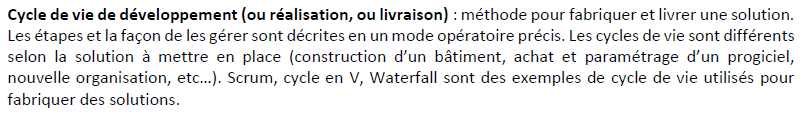 Cycle de vie de développement (ou réalisation, ou livraison) : méthode pour fabriquer et livrer une solution.
Les étapes et la façon de les gérer sont décrites en un mode opératoire précis. Les cycles de vie sont différents
selon la solution à mettre en place (construction d’un bâtiment, achat et paramétrage d’un progiciel,
nouvelle organisation, etc…). Scrum, cycle en V, Waterfall sont des exemples de cycle de vie utilisés pour
fabriquer des solutions.